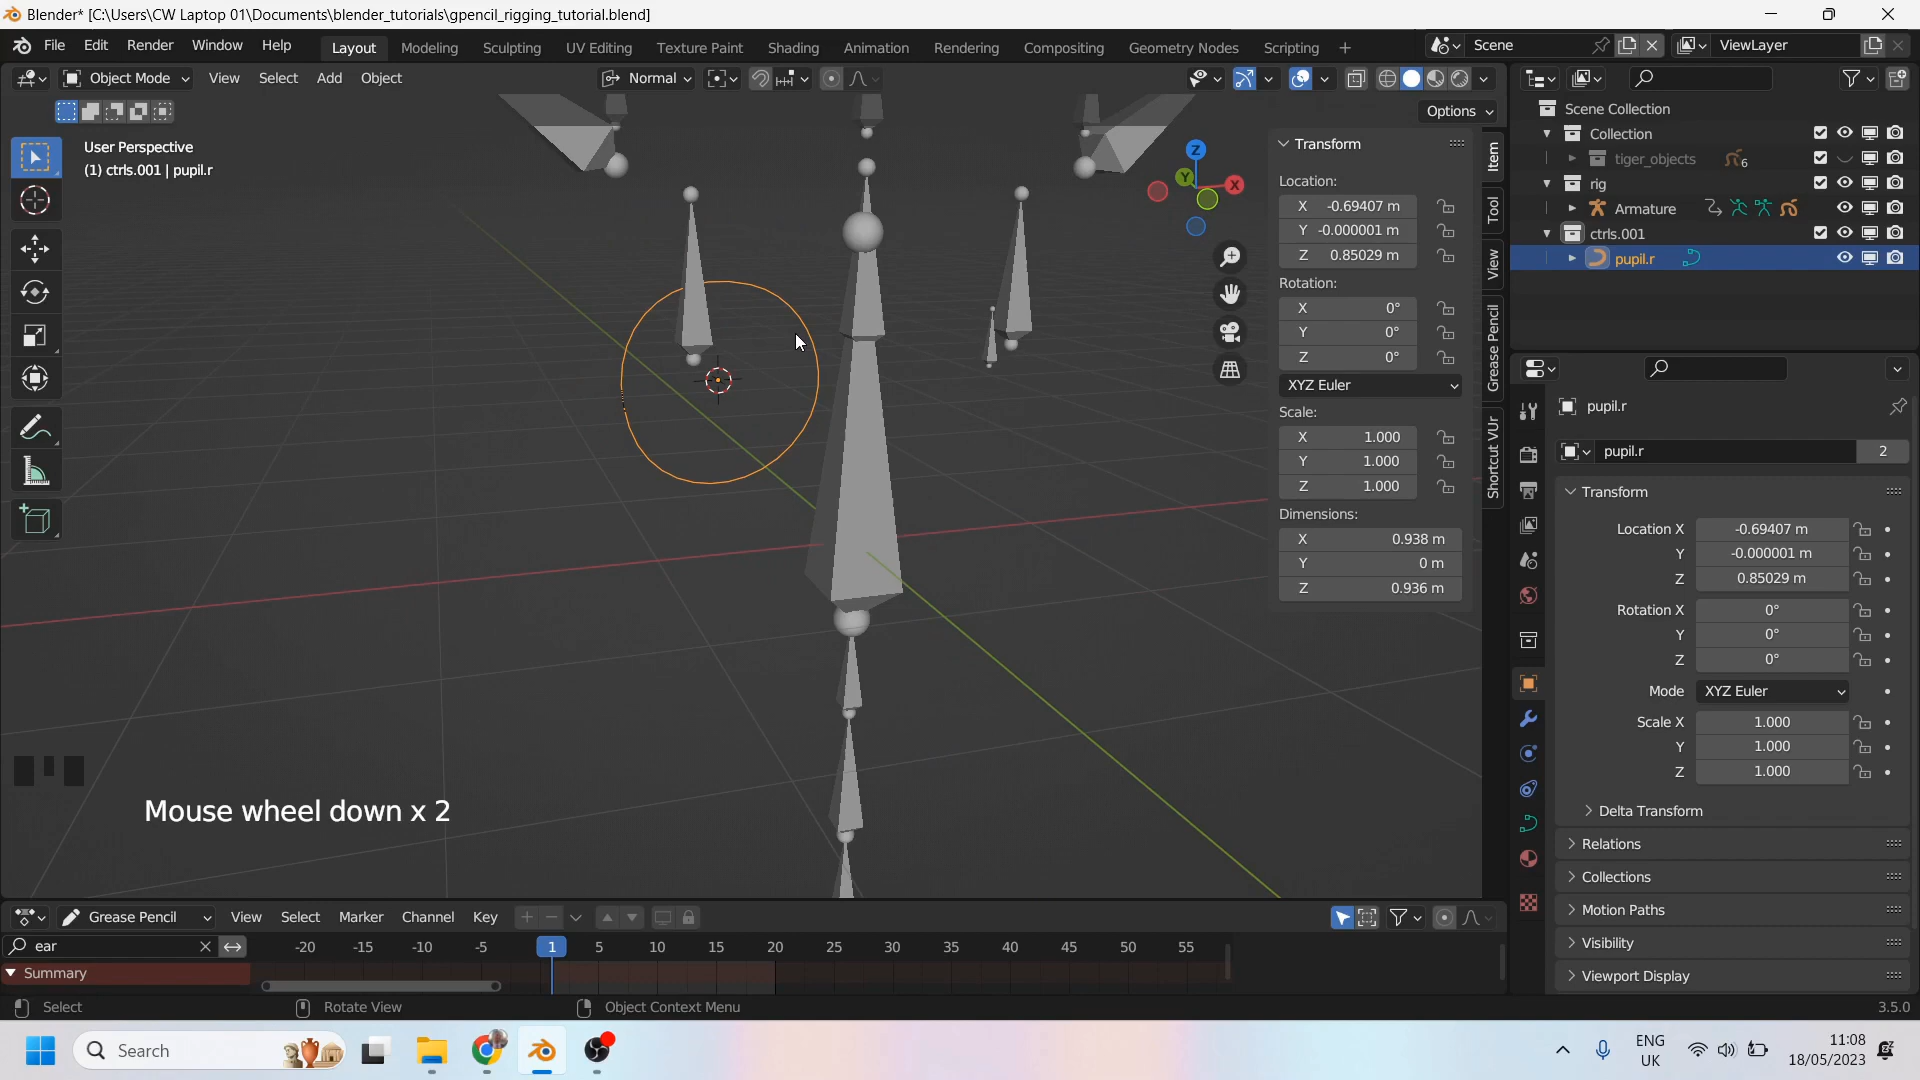 Blender* [C:\Users\CW Laptop 01\Documents\blender_tutorials\gpencil_rigging_tutorial.blend]
File Edit Render Window Help Layout Modeling Sculpting UV Editing Texture Paint Shading Animation Rendering Compositing Geometry Nodes Scripting + Scene ViewLayer
Object Mode View Select Add Object Normal
Options
User Perspective
(1) ctrls.001 | pupil.r
Z
Y
X
Transform
Location:
X -0.69407 m
Y -0.000001 m
Z 0.85029 m
Rotation:
X 0°
Y 0°
Z 0°
XYZ Euler
Scale:
X 1.000
Y 1.000
Z 1.000
Dimensions:
X 0.938 m
Y 0 m
Z 0.936 m
Item
Tool
View
Grease Pencil
Shortcut VUr
Scene Collection
Collection
tiger_objects 6
rig
Armature
ctrls.001
pupil.r
pupil.r
pupil.r 2
Transform
Location X -0.69407 m
Y -0.000001 m
Z 0.85029 m
Rotation X 0°
Y 0°
Z 0°
Mode XYZ Euler
Scale X 1.000
Y 1.000
Z 1.000
Delta Transform
Relations
Collections
Motion Paths
Visibility
Viewport Display
Mouse wheel down x 2
Grease Pencil View Select Marker Channel Key
ear -20 -15 -10 -5 1 5 10 15 20 25 30 35 40 45 50 55
Summary
Select Rotate View Object Context Menu 3.5.0
Search ENG
UK
11:08
18/05/2023